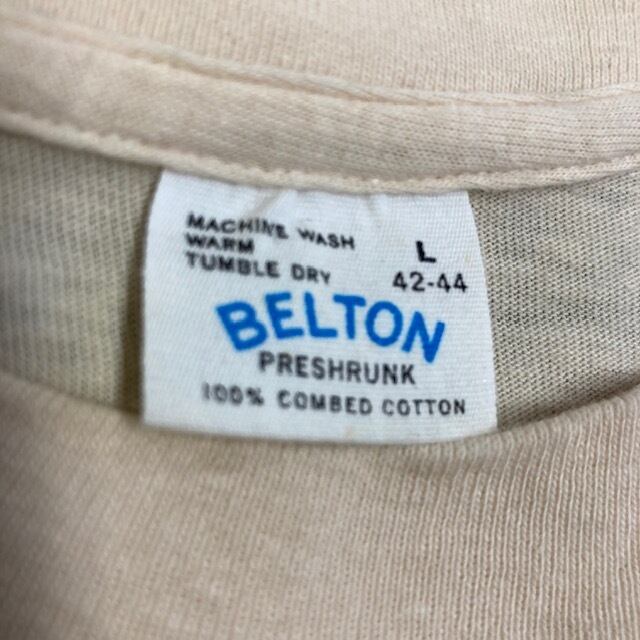 MACHINE WASH
WARM
TUMBLE DRY
L
42-44
BELTON
PRESHRUNK
100% COMBED COTTON